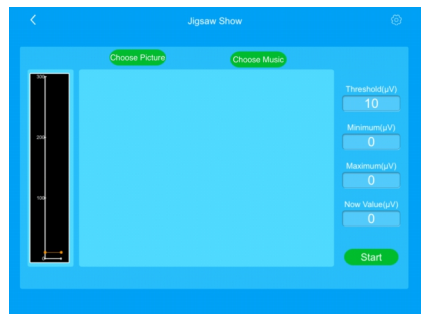 Jigsaw Show
Choose Picture
Choose Music
300
200
100
0
Threshold(μV)
10
Minimum(μV)
0
Maximum(μV)
0
Now Value(μV)
0
Start